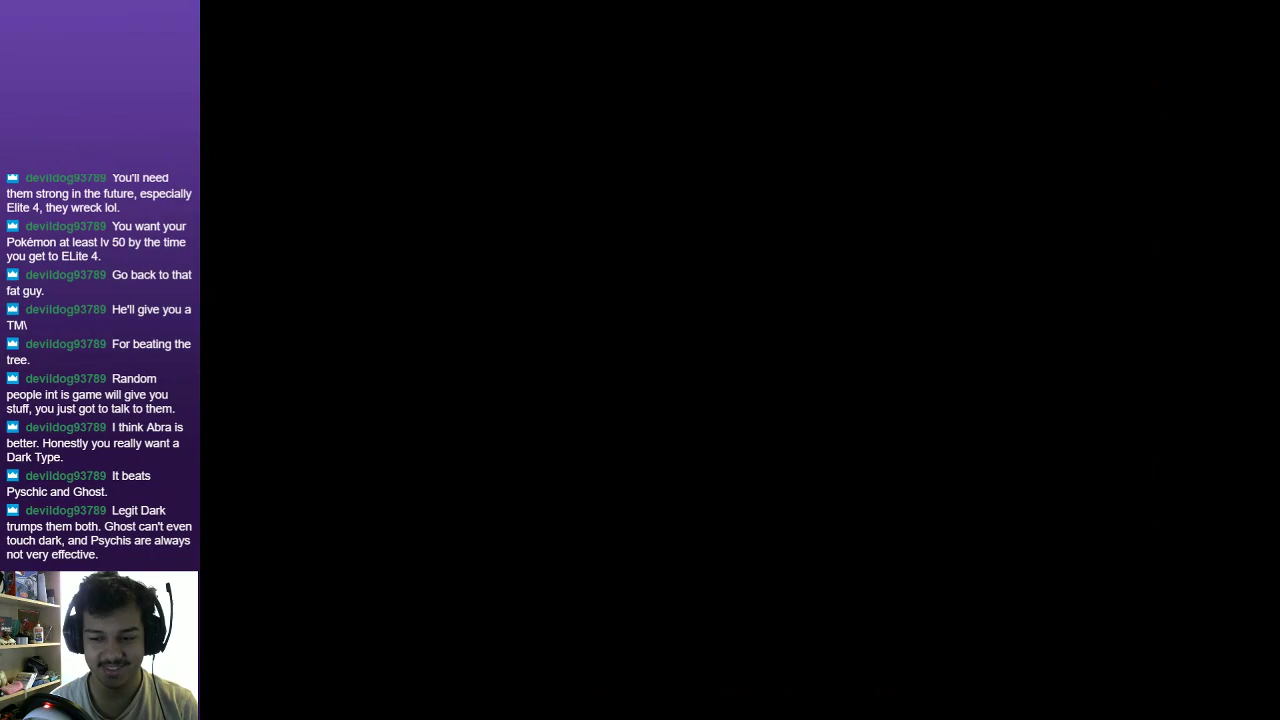 devildog93789 You'll need
them strong in the future, especially
Elite 4, they wreck lol.
devildog93789 You want your
Pokémon at least lv 50 by the time
you get to ELite 4.
devildog93789 Go back to that
fat guy.
devildog93789 He'll give you a
TM\
devildog93789 For beating the
tree.
devildog93789 Random
people int is game will give you
stuff, you just got to talk to them.
devildog93789 I think Abra is
better. Honestly you really want a
Dark Type.
devildog93789 It beats
Pyschic and Ghost.
devildog93789 Legit Dark
trumps them both. Ghost can't even
touch dark, and Psychis are always
not very effective.